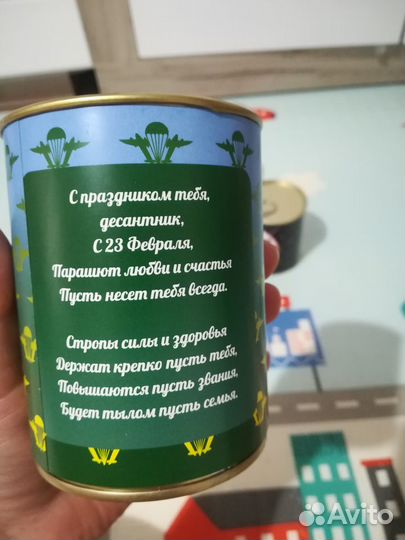 С праздником тебя,
десантник,
С 23 Февраля,
Парашют любви и счастья
Пусть несет тебя всегда.
Стропы силы и здоровья
Держат крепко пусть тебя,
Повышаются пусть звания,
Будет тылом пусть семья.
Avito